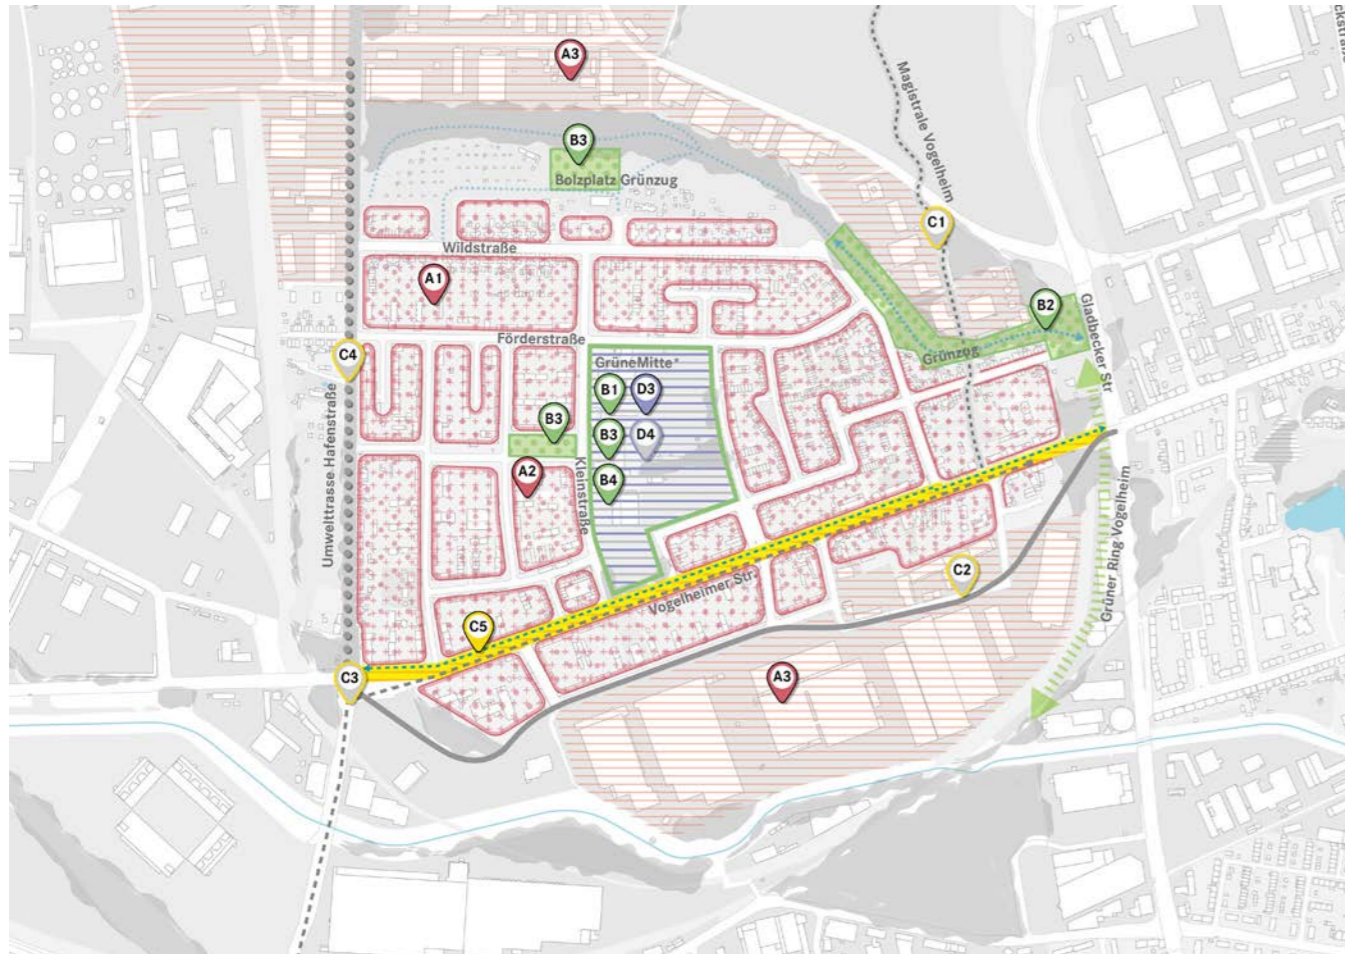 A3
B3
Bolzplatz Grünzug
Magistrale Vogelheim
C1
Wildstraße
A1
B2
Gladbecker Str
Förderstraße
Grünzug
C4
GrüneMitte*
B1
D3
B3
B3
D4
A2
B4
Kleinstraße
Umwelttrasse Hafenstraße
Grüner Ring Vogelheim
C2
Vogelheimer Str.
C5
C3
A3